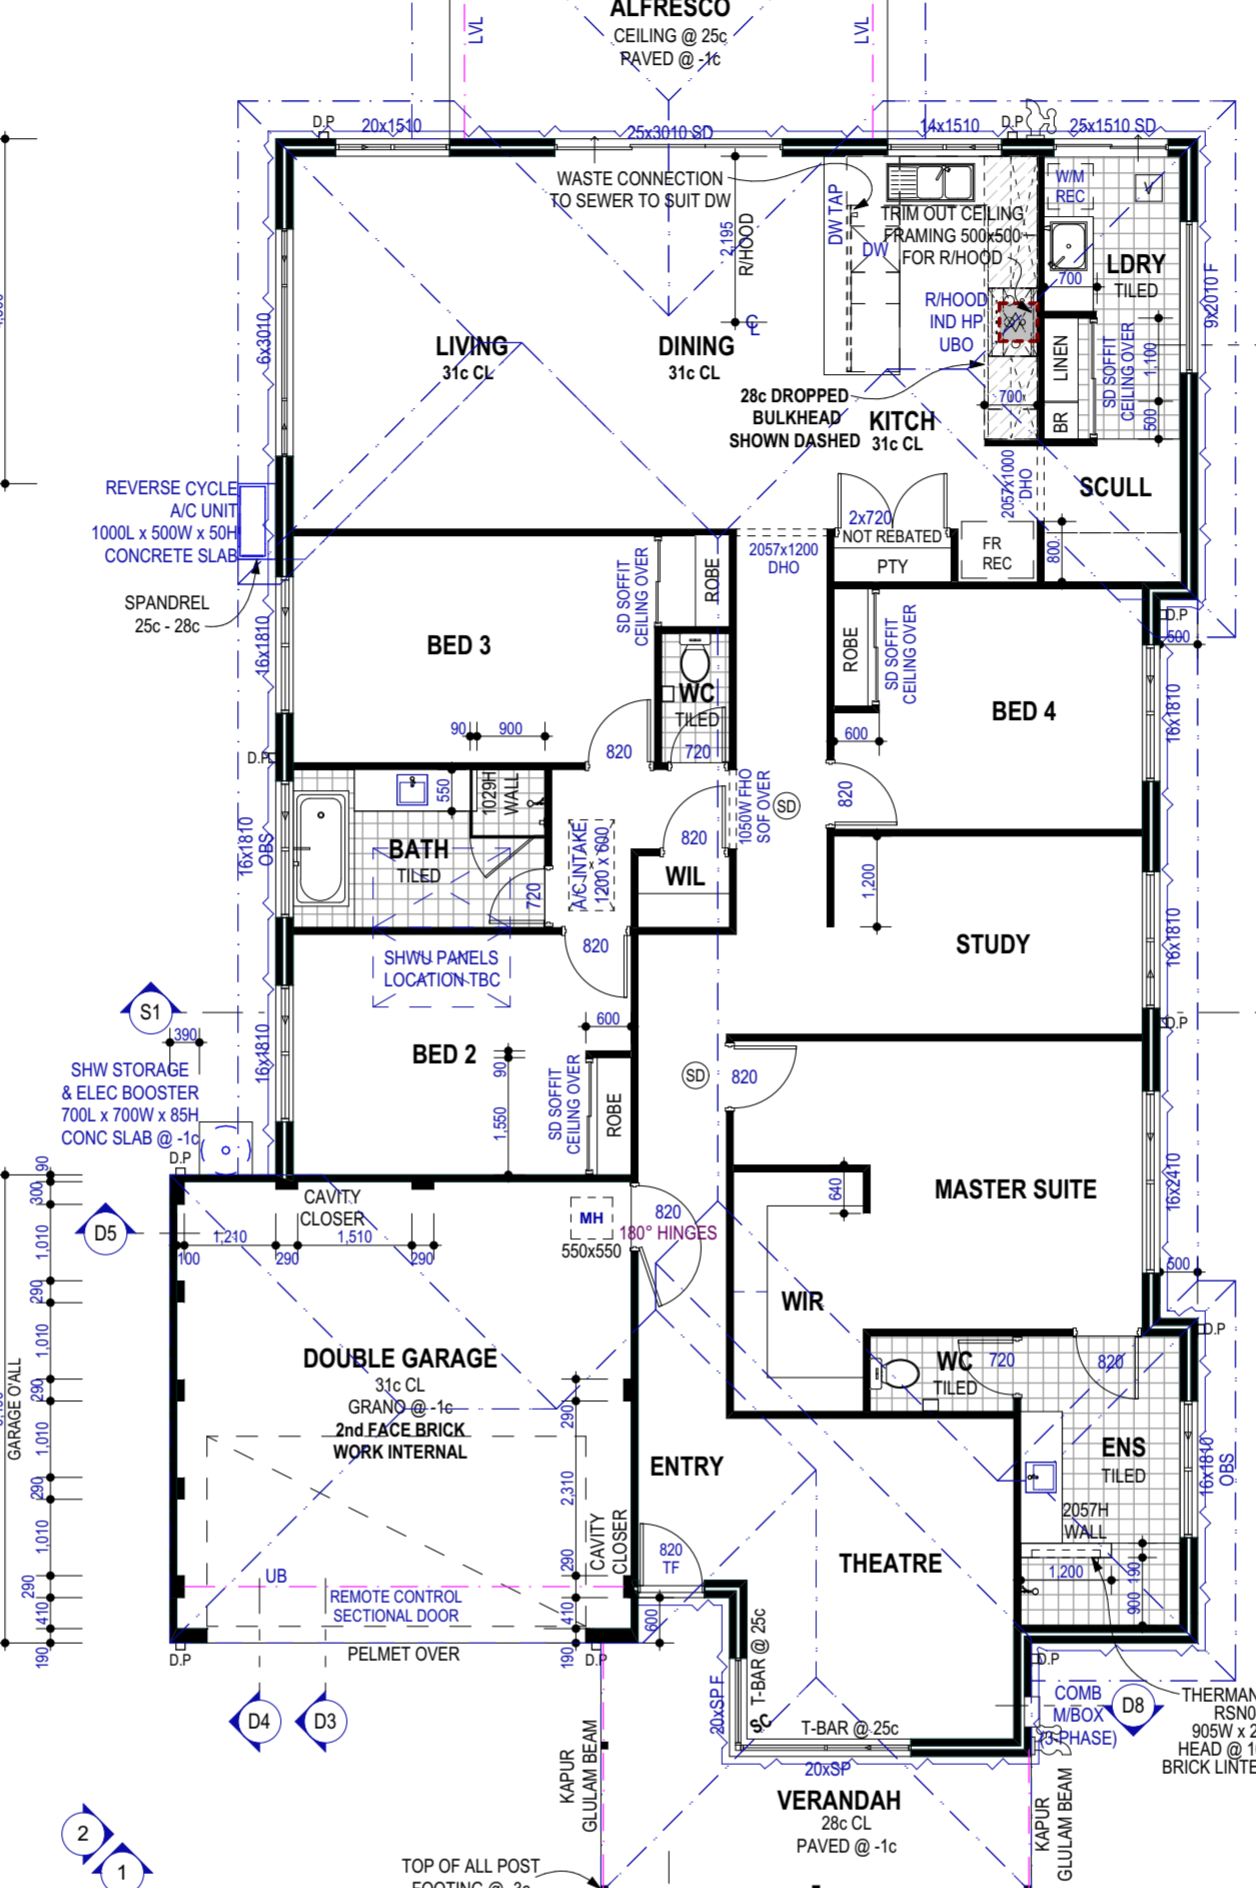 ALFRESCO
CEILING @ 25c
PAVED @ -1c
LVL
LVL
D.P
20x1510
25x3010 SD
14x1510
D.P
25x1510 SD
WASTE CONNECTION
TO SEWER TO SUIT DW
2,195
R/HOOD
DW TAP
DW
TRIM OUT CEILING
FRAMING 500x500
FOR R/HOOD
W/M
REC
V
LDRY
TILED
700
9x2010 F
6x3010
LIVING
31c CL
DINING
31c CL
R/HOOD
IND HP
UBO
28c DROPPED
BULKHEAD
SHOWN DASHED
KITCH
31c CL
700
LINEN
BR
SD SOFFIT
CEILING OVER
1,100
500
2057x1000
DHO
SCULL
800
REVERSE CYCLE
A/C UNIT
1000L x 500W x 50H
CONCRETE SLAB
SPANDREL
25c - 28c
2x720
NOT REBATED
PTY
FR
REC
2057x1200
DHO
16x1810
BED 3
SD SOFFIT
CEILING OVER
ROBE
WC
TILED
720
ROBE
SD SOFFIT
CEILING OVER
BED 4
D.P
500
16x1810
600
90
900
820
D.P
820
1050W FHO
SOF OVER
SD
820
550
1029H
WALL
BATH
TILED
720
16x1810
OBS
A/C INTAKE
1200 x 600
WIL
1,200
STUDY
16x1810
820
SHWU PANELS
LOCATION TBC
S1
390
600
D.P
SHW STORAGE
& ELEC BOOSTER
700L x 700W x 85H
CONC SLAB @ -1c
16x1810
BED 2
90
1,550
SD SOFFIT
CEILING OVER
ROBE
SD
820
D.P
CAVITY
CLOSER
MH
550x550
820
180° HINGES
640
MASTER SUITE
16x2410
500
D5
100
1,210
290
1,510
290
WIR
D.P
90
300
1,010
290
1,010
290
1,010
290
1,010
290
410
190
GARAGE O'ALL
DOUBLE GARAGE
31c CL
GRANO @ -1c
2nd FACE BRICK
WORK INTERNAL
WC
TILED
720
820
290
2,310
290
410
190
CAVITY
CLOSER
ENTRY
ENS
TILED
16x1810
OBS
2057H
WALL
1,200
190
900
THEATRE
820
TF
UB
REMOTE CONTROL
SECTIONAL DOOR
600
D.P
PELMET OVER
D.P
D.P
T-BAR @ 25c
20xSP F
SC
T-BAR @ 25c
20xSP
COMB
M/BOX
(3-PHASE)
D8
D4
D3
KAPUR
GLULAM BEAM
VERANDAH
28c CL
PAVED @ -1c
KAPUR
GLULAM BEAM
2
1
TOP OF ALL POST
FOOTING @ -3c